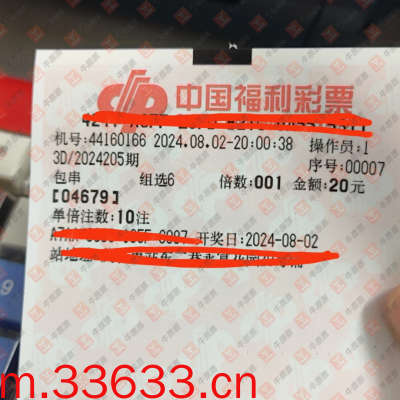 中国福利彩票
机号:44160166 2024.08.02-20:00:38 操作员:1
3D/2024205期 序号:00007
包串 组选6 倍数:001 金额:20元
[04679]
单倍注数:10注
开奖日:2024-08-02
m.33633.cn